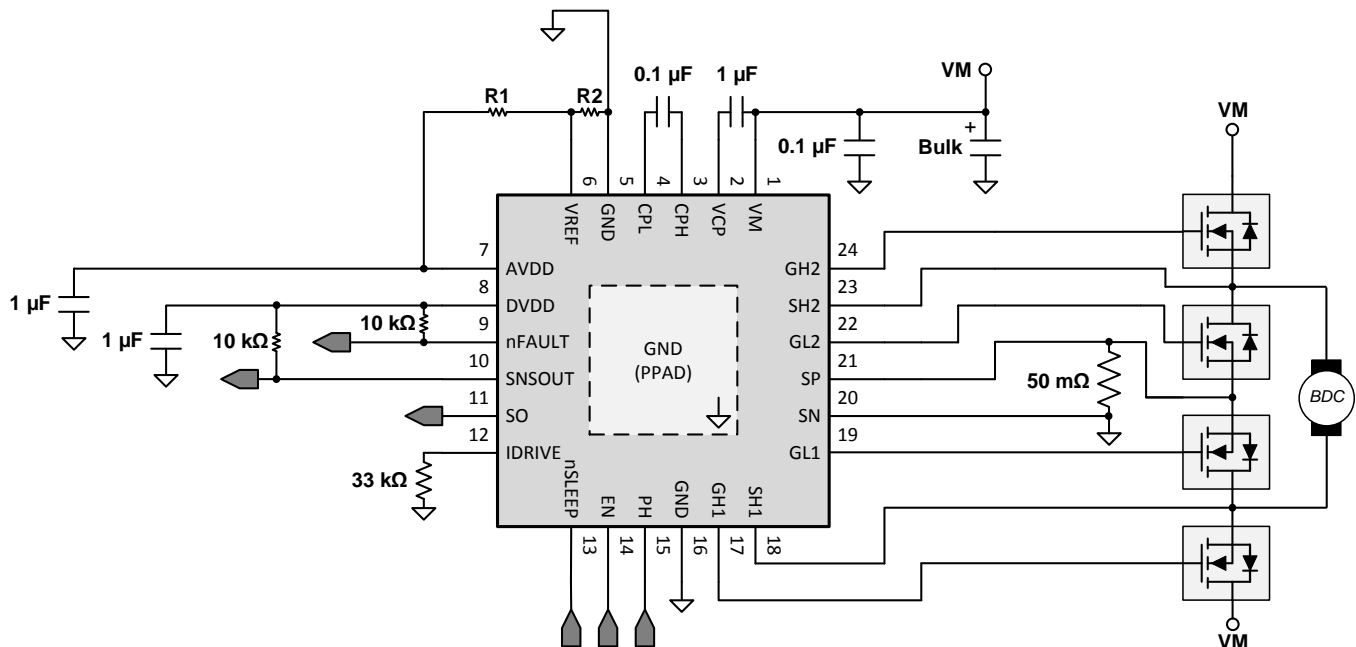 VM
0.1 µF
1 µF
R1
R2
VM
0.1 µF
+
Bulk
6
5
4
3
2
1
VREF
GND
CPL
CPH
VCP
VM
7
AVDD
24
GH2
1 µF
8
DVDD
23
SH2
1 µF
10 kΩ
10 kΩ
9
nFAULT
22
GL2
GND
(PPAD)
10
SNSOUT
21
SP
50 mΩ
BDC
11
SO
20
SN
12
IDRIVE
19
GL1
33 kΩ
nSLEEP
EN
PH
GND
GH1
SH1
13
14
15
16
17
18
VM